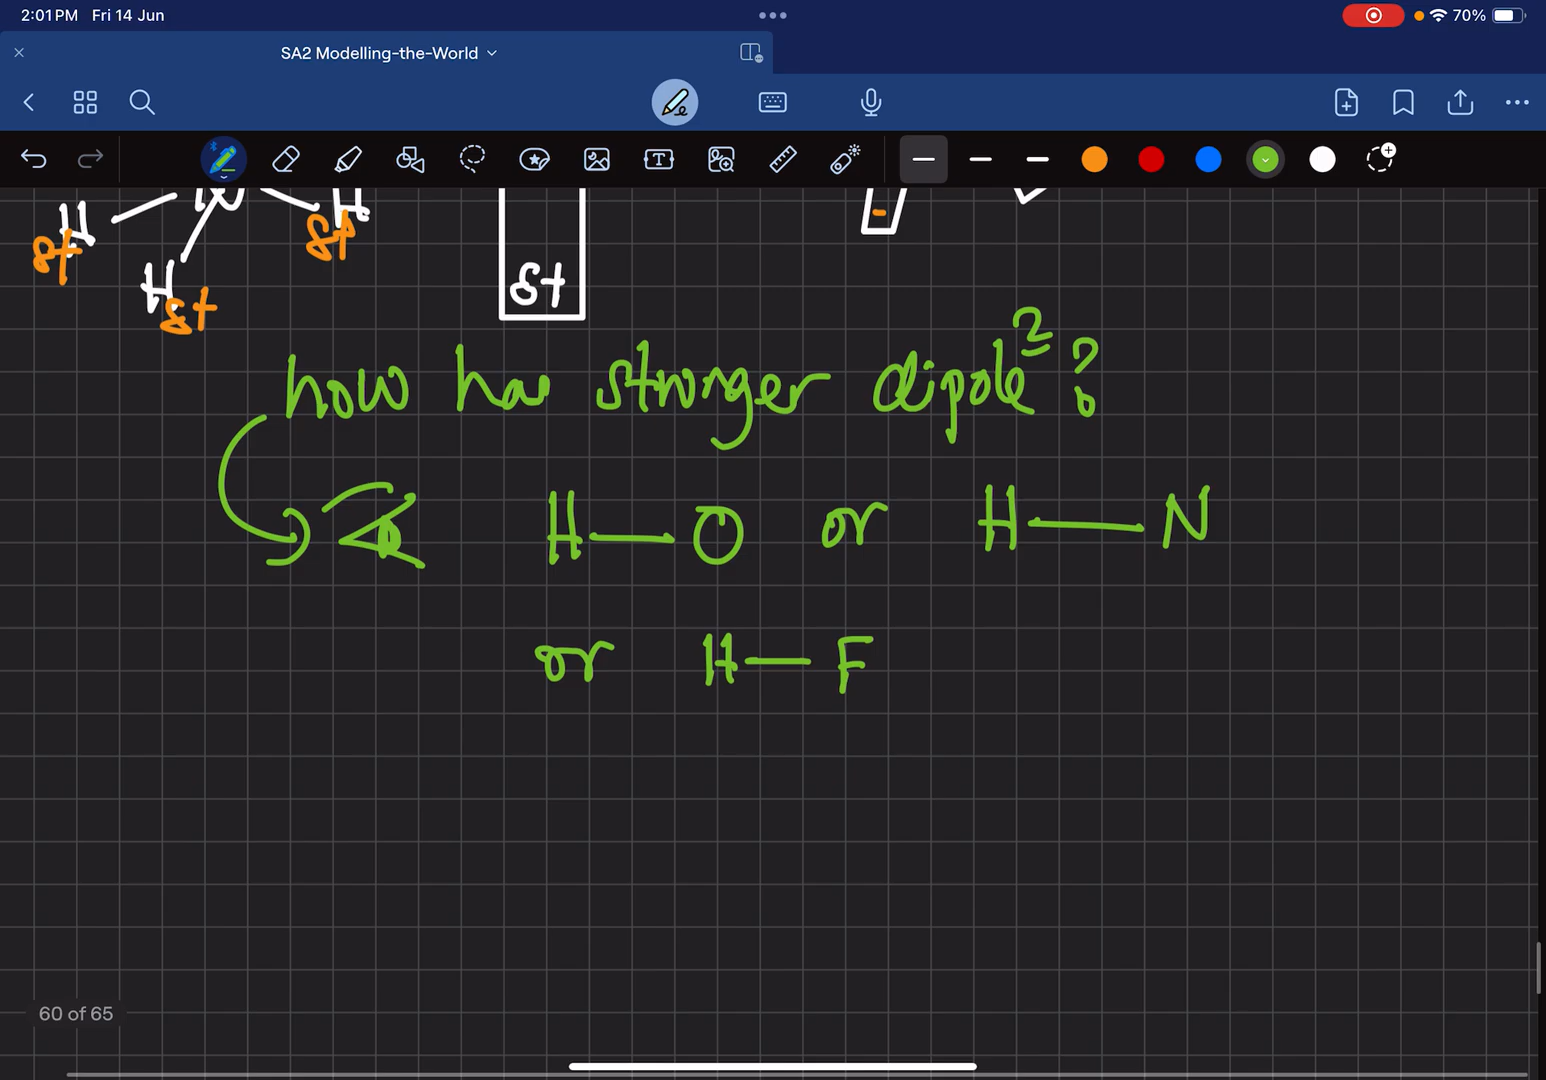 2:01 PM Fri 14 Jun
70%
SA2 Modelling-the-World
T
H N H
δ+ δ+
H
δ+
δ+
-
how has stronger dipole ? ?
H—O or H—N
or H—F
60 of 65